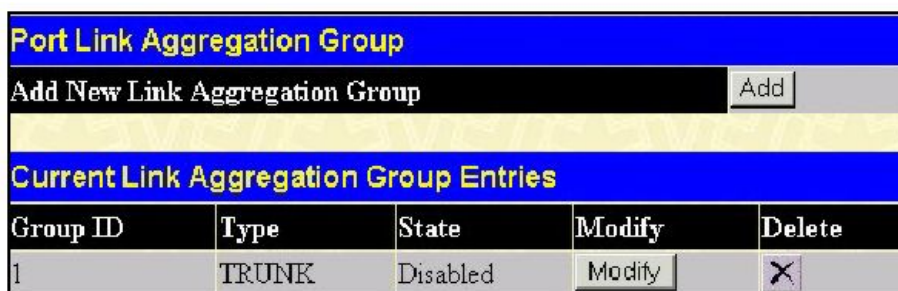 Port Link Aggregation Group
Add New Link Aggregation Group Add
Current Link Aggregation Group Entries
Group ID Type State Modify Delete
1 TRUNK Disabled Modify X